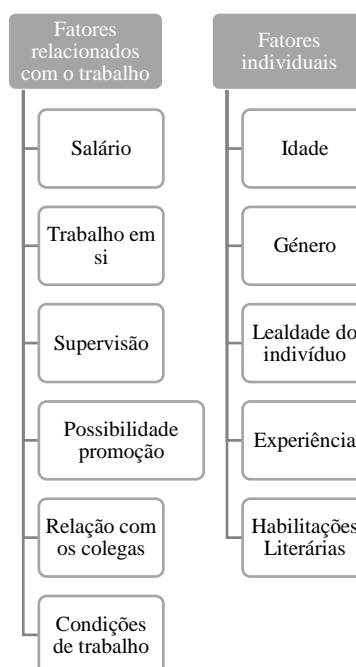 Fatores
relacionados
com o trabalho
Salário
Trabalho em
si
Supervisão
Possibilidade
promoção
Relação com
os colegas
Condições
de trabalho
Fatores
individuais
Idade
Género
Lealdade do
indivíduo
Experiência
Habilitações
Literárias